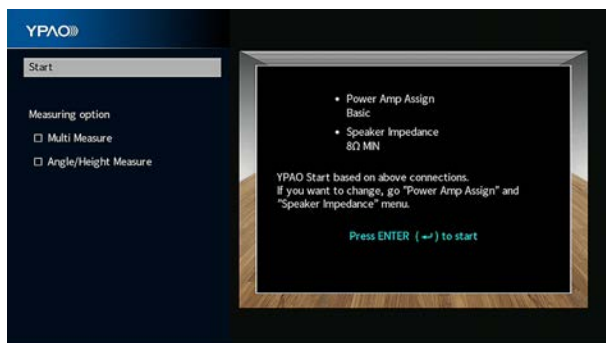 YPAO
Start
Measuring option
Multi Measure
Angle/Height Measure
• Power Amp Assign
Basic
• Speaker Impedance
8Ω MIN
YPAO Start based on above connections.
If you want to change, go "Power Amp Assign" and
"Speaker Impedance" menu.
Press ENTER (↵) to start